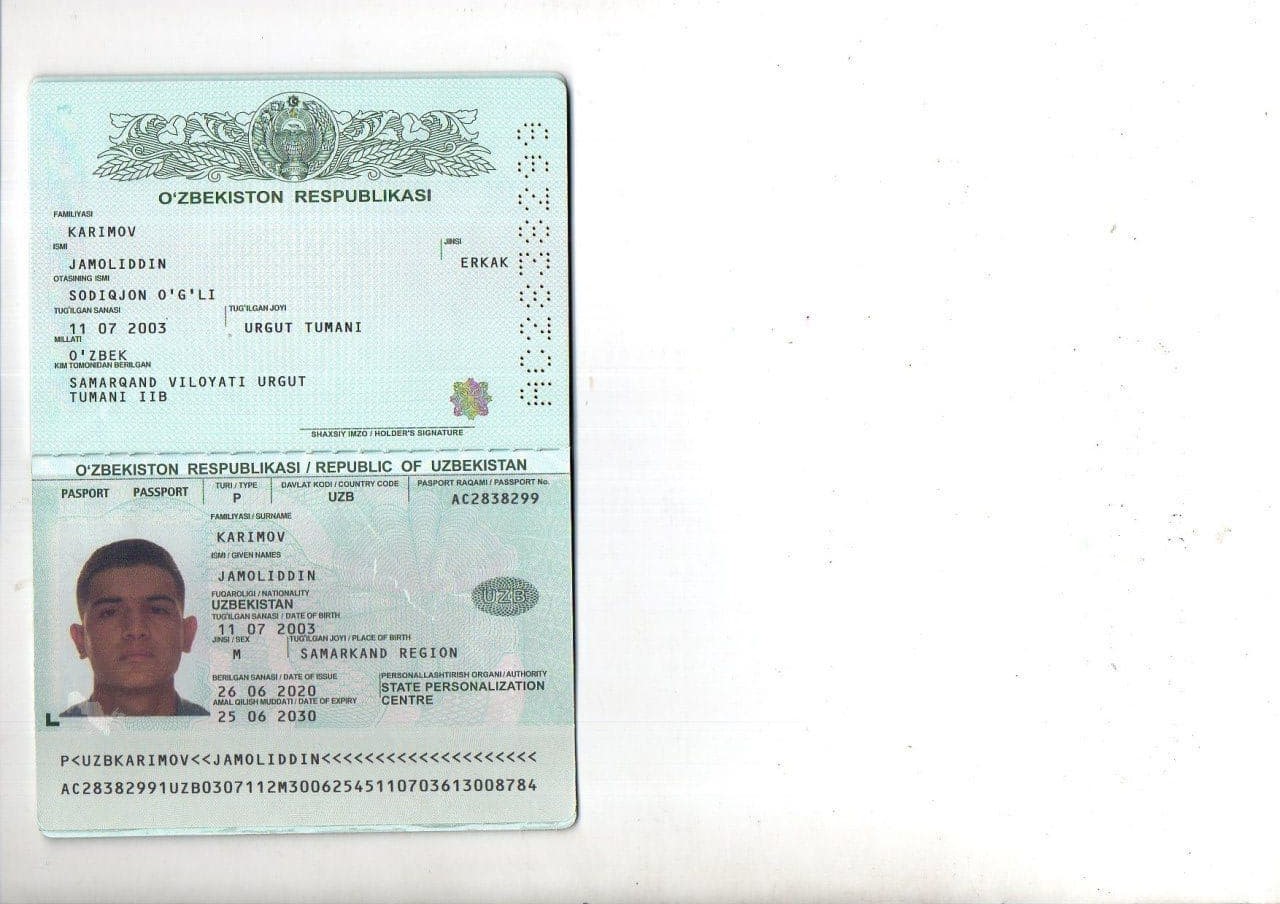 O‘ZBEKISTON RESPUBLIKASI
FAMILIYASI
KARIMOV
ISMI
JINSI
JAMOLIDDIN
ERKAK
OTASINING ISMI
SODIQJON O'G'LI
TUG'ILGAN SANASI
TUG'ILGAN JOYI
11 07 2003
URGUT TUMANI
MILLATI
O'ZBEK
KIM TOMONIDAN BERILGAN
SAMARQAND VILOYATI URGUT
TUMANI IIB
AC2838299
SHAXSIY IMZO / HOLDER'S SIGNATURE
O‘ZBEKISTON RESPUBLIKASI / REPUBLIC OF UZBEKISTAN
PASPORT PASSPORT
TURI / TYPE
P
DAVLAT KODI / COUNTRY CODE
UZB
PASPORT RAQAMI / PASSPORT No.
AC2838299
FAMILIYASI / SURNAME
KARIMOV
ISMI / GIVEN NAMES
JAMOLIDDIN
FUQAROLIGI / NATIONALITY
UZBEKISTAN
UZB
TUG'ILGAN SANASI / DATE OF BIRTH
11 07 2003
JINSI / SEX
M
TUG'ILGAN JOYI / PLACE OF BIRTH
SAMARKAND REGION
BERILGAN SANASI / DATE OF ISSUE
26 06 2020
PERSONALLASHTIRISH ORGANI / AUTHORITY
STATE PERSONALIZATION
CENTRE
AMAL QILISH MUDDATI / DATE OF EXPIRY
25 06 2030
P<UZBKARIMOV<<JAMOLIDDIN<<<<<<<<<<<<<<<<<<<<
AC28382991UZB0307112M30062545110703613008784